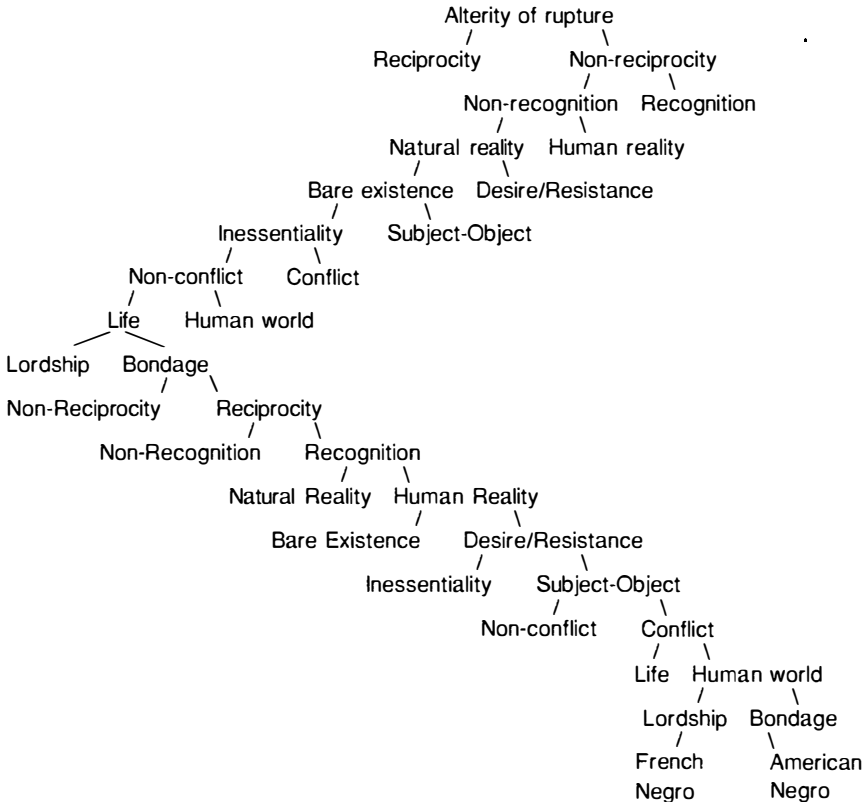 Alterity of rupture
Reciprocity Non-reciprocity
Non-recognition Recognition
Natural reality Human reality
Bare existence Desire/Resistance
Inessentiality Subject-Object
Non-conflict Conflict
Life Human world
Lordship Bondage
Non-Reciprocity Reciprocity
Non-Recognition Recognition
Natural Reality Human Reality
Bare Existence Desire/Resistance
Inessentiality Subject-Object
Non-conflict Conflict
Life Human world
Lordship Bondage
French American
Negro Negro